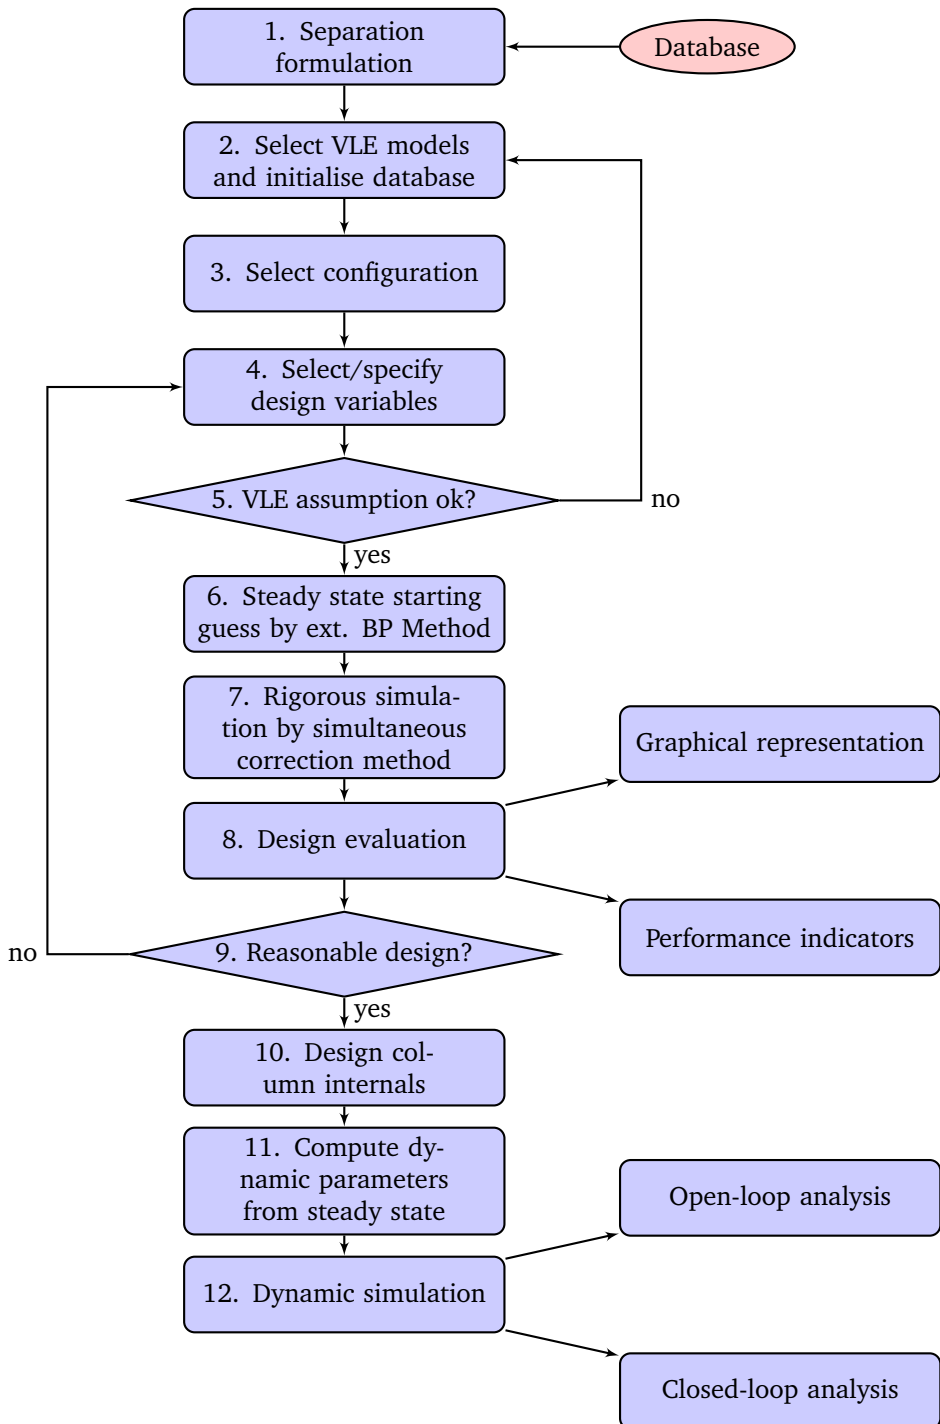 1. Separation
formulation
Database
2. Select VLE models
and initialise database
3. Select configuration
4. Select/specify
design variables
5. VLE assumption ok?
no
yes
6. Steady state starting
guess by ext. BP Method
7. Rigorous simula-
tion by simultaneous
correction method
Graphical representation
8. Design evaluation
Performance indicators
9. Reasonable design?
no
yes
10. Design col-
umn internals
11. Compute dy-
namic parameters
from steady state
Open-loop analysis
12. Dynamic simulation
Closed-loop analysis